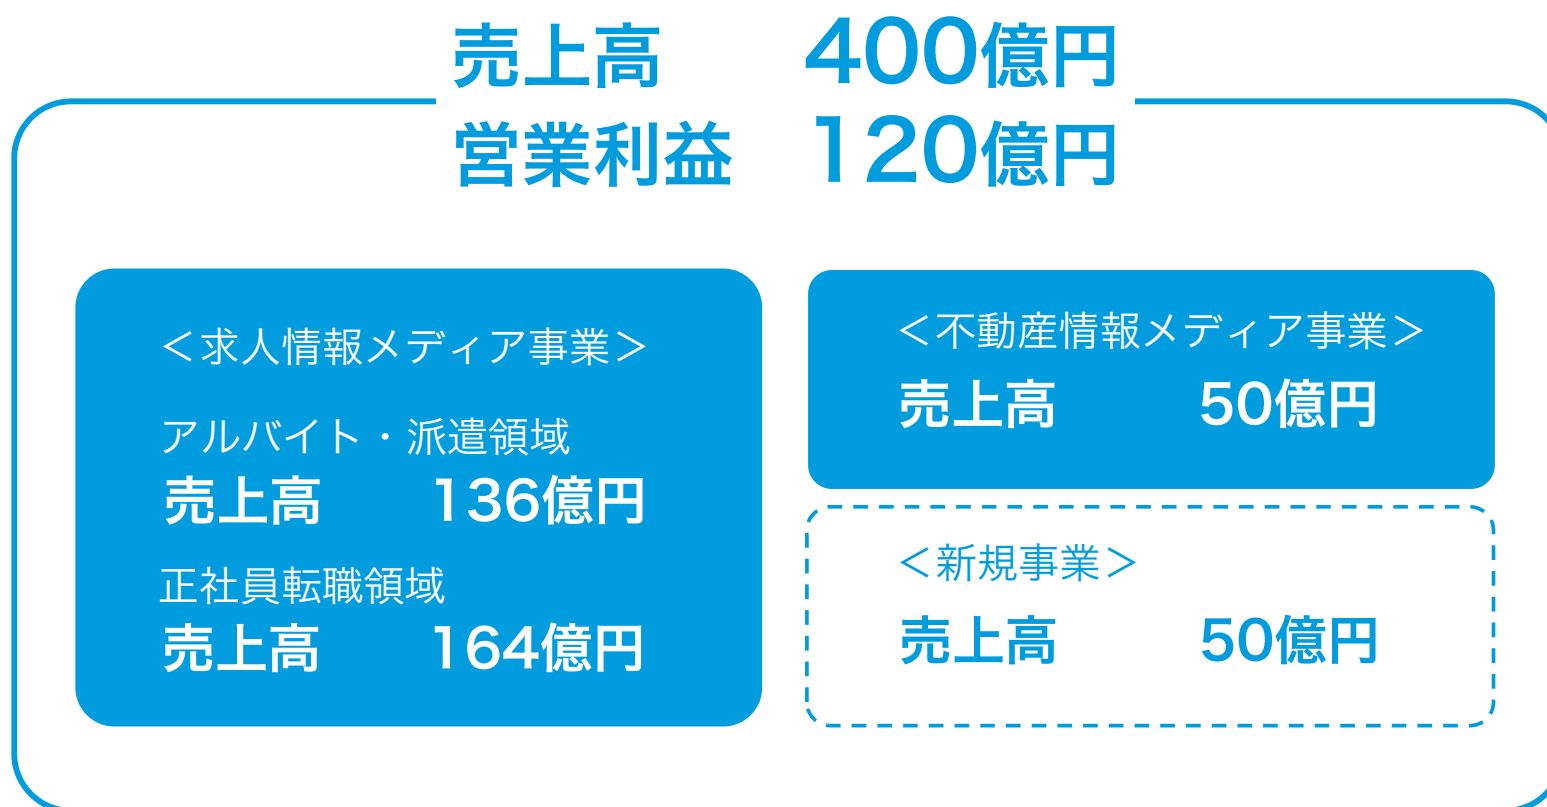 売上高 400億円
営業利益 120億円
＜求人情報メディア事業＞
アルバイト・派遣領域
売上高 136億円
正社員転職領域
売上高 164億円
＜不動産情報メディア事業＞
売上高 50億円
＜新規事業＞
売上高 50億円